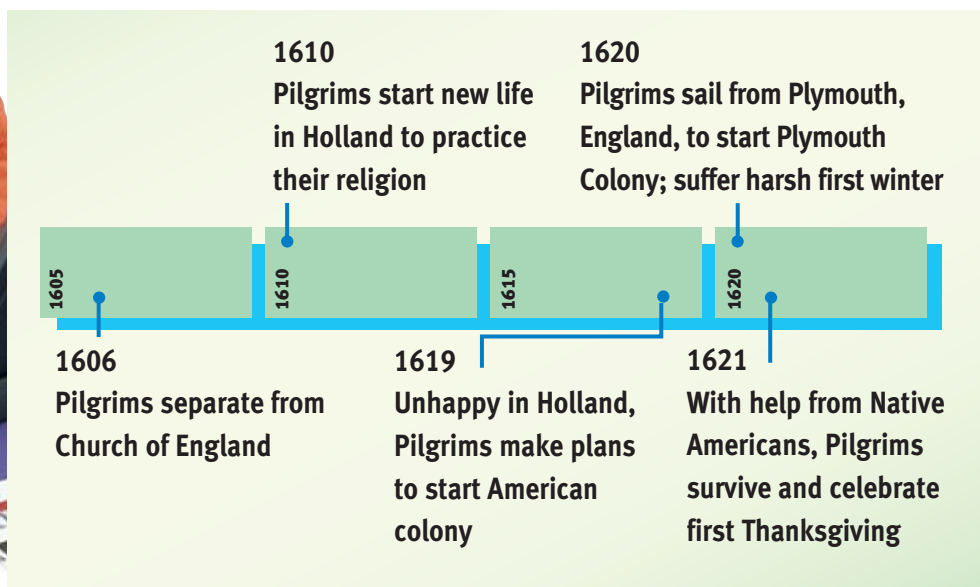 1610
Pilgrims start new life
in Holland to practice
their religion
1620
Pilgrims sail from Plymouth,
England, to start Plymouth
Colony; suffer harsh first winter
1605
1610
1615
1620
1606
Pilgrims separate from
Church of England
1619
Unhappy in Holland,
Pilgrims make plans
to start American
colony
1621
With help from Native
Americans, Pilgrims
survive and celebrate
first Thanksgiving